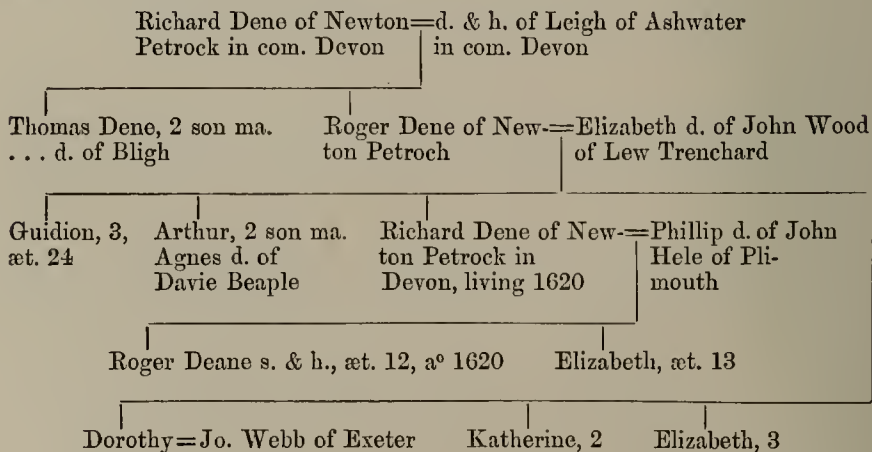 Richard Dene of Newton=d. & h. of Leigh of Ashwater
Petrock in com. Devon in com. Devon
Thomas Dene, 2 son ma. Roger Dene of New-=Elizabeth d. of John Wood
. . . d. of Bligh ton Petroch of Lew Trenchard
Guidion, 3, Arthur, 2 son ma. Richard Dene of New-=Phillip d. of John
æt. 24 Agnes d. of ton Petrock in Hele of Pli-
Davie Beaple Devon, living 1620 mouth
Roger Deane s. & h., æt. 12, aº 1620 Elizabeth, æt. 13
Dorothy=Jo. Webb of Exeter Katherine, 2 Elizabeth, 3